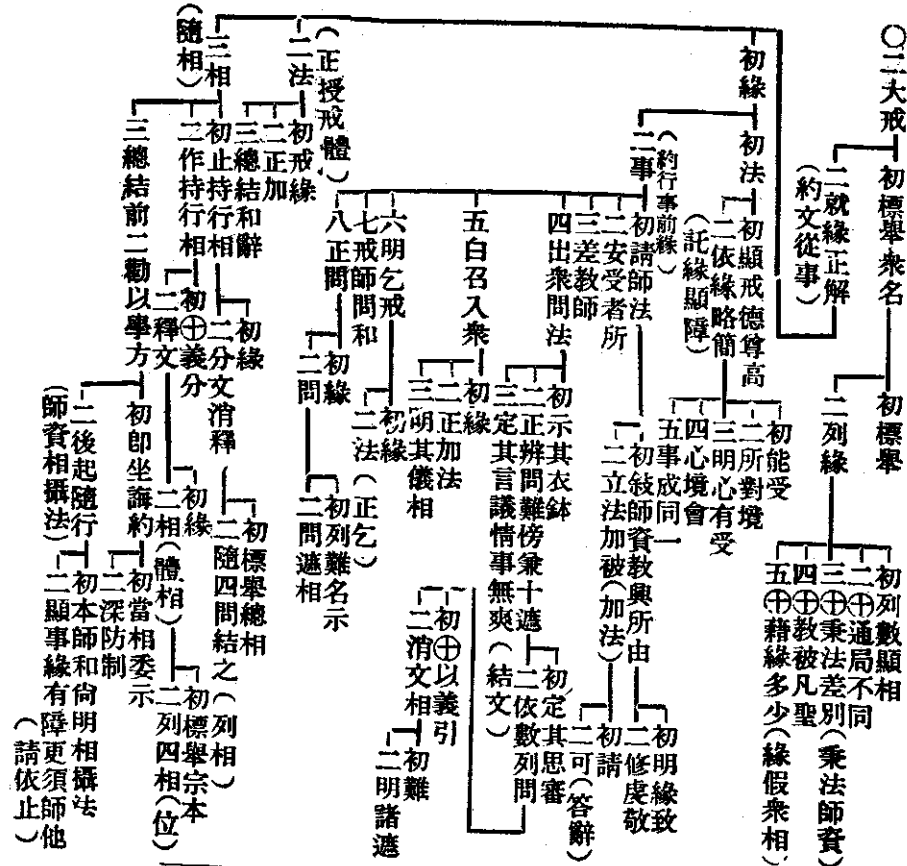 〇二大戒
初標舉衆名
初標舉
二列緣
初列數顯相
二㊉通局不同
三㊉秉法差別(秉法師資)
四㊉教被凡聖
五㊉藉緣多少(緣假衆相)
二就緣正解
(約文從事)
初緣
初法
初顯戒德尊高
二依緣略簡
(託緣顯障)
初能受
二所對境
三明心有受
四心境會
五事成同一
二事
(約行事前緣)
初請師法
初敍師資教興所由
初明緣致
二修虔敬
二立法加被(加法)
初請
二可(答辭)
二安受者所
三差教師
四出衆問法
初示其衣鉢
二正辨問難傍兼十遮
初定其思審
二依數列問
初㊉以義引
二消文相
初難
二明諸遮
三定其言議情事無爽(結文)
五白召入衆
初緣
二正加法
三明其儀相
六明乞戒
初緣
二法(正乞)
七戒師問和
八正問
初緣
二問
初列難名示
二問遮相
二法
(正授戒體)
初戒緣
二正加
三總結和辭
三相
(隨相)
初止持行相
初緣
二分文消釋
初標舉總相
二隨四問結之(列相)
二作持行相
初㊉義分
二釋文
初緣
二相(體相)
初標舉宗本
二列四相(位)
三總結前二勸以學方
初卽坐誨約
初當相委示
二深防制
二後起隨行
(師資相攝法)
初本師和尙明相攝法
二顯事緣有障更須師他
(請依止)